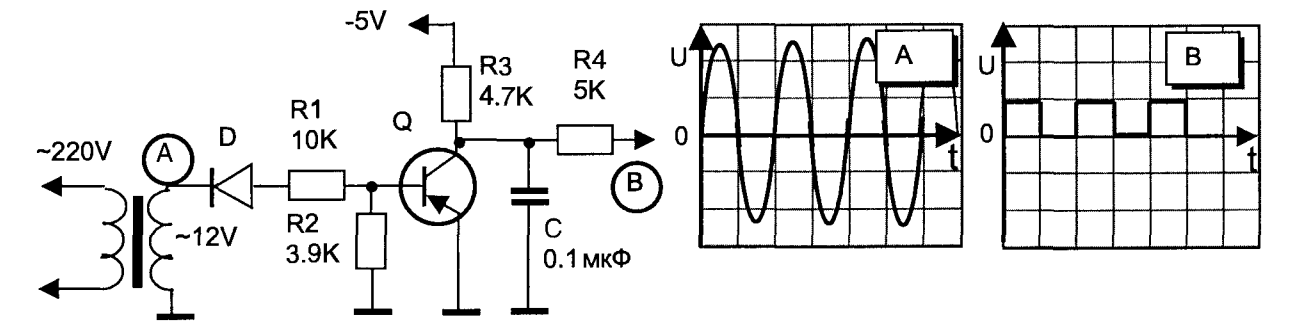 -5V
R3
4.7K
R4
5K
R1
10K
Q
D
A
~220V
~12V
R2
3.9K
C
0.1 мкФ
B
U
A
0
t
U
B
0
t